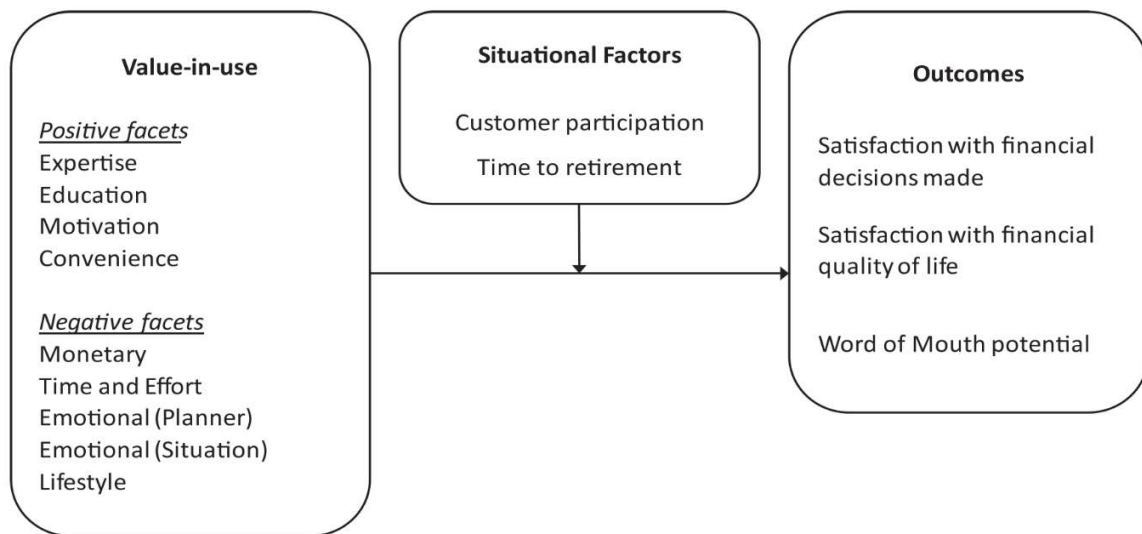 Value-in-use
Positive facets
Expertise
Education
Motivation
Convenience
Negative facets
Monetary
Time and Effort
Emotional (Planner)
Emotional (Situation)
Lifestyle
Situational Factors
Customer participation
Time to retirement
Outcomes
Satisfaction with financial
decisions made
Satisfaction with financial
quality of life
Word of Mouth potential